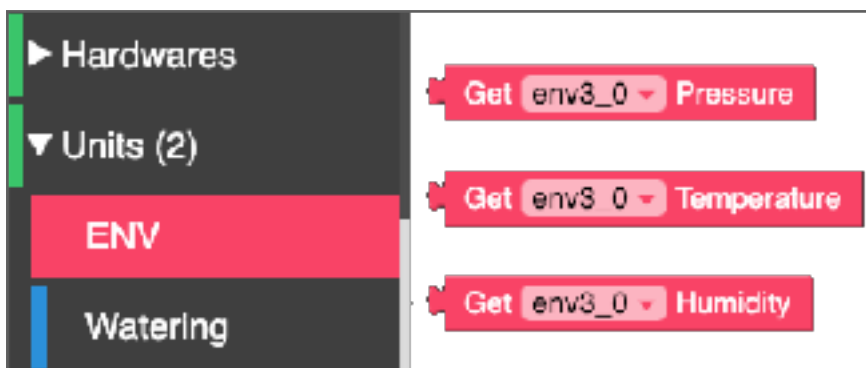 Hardwares
Units (2)
ENV
Watering
Get env3_0 Pressure
Get env3_0 Temperature
Get env3_0 Humidity